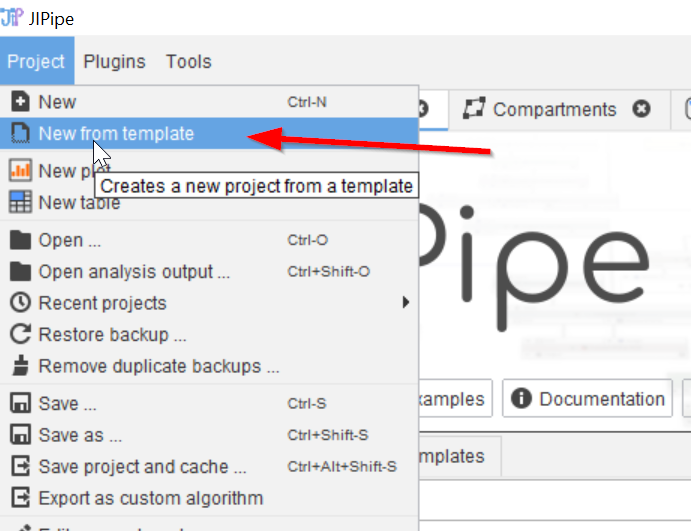 JIPipe
Project Plugins Tools
New Ctrl-N
Compartments
New from template
New
Creates a new project from a template
New table
Pipe
Open ... Ctrl-O
Open analysis output ... Ctrl+Shift-O
Recent projects
Restore backup ...
Remove duplicate backups ...
Save ... Ctrl-S
amples Documentation
Save as ... Ctrl+Shift-S
Save project and cache ... Ctrl+Alt+Shift-S
mplates
Export as custom algorithm